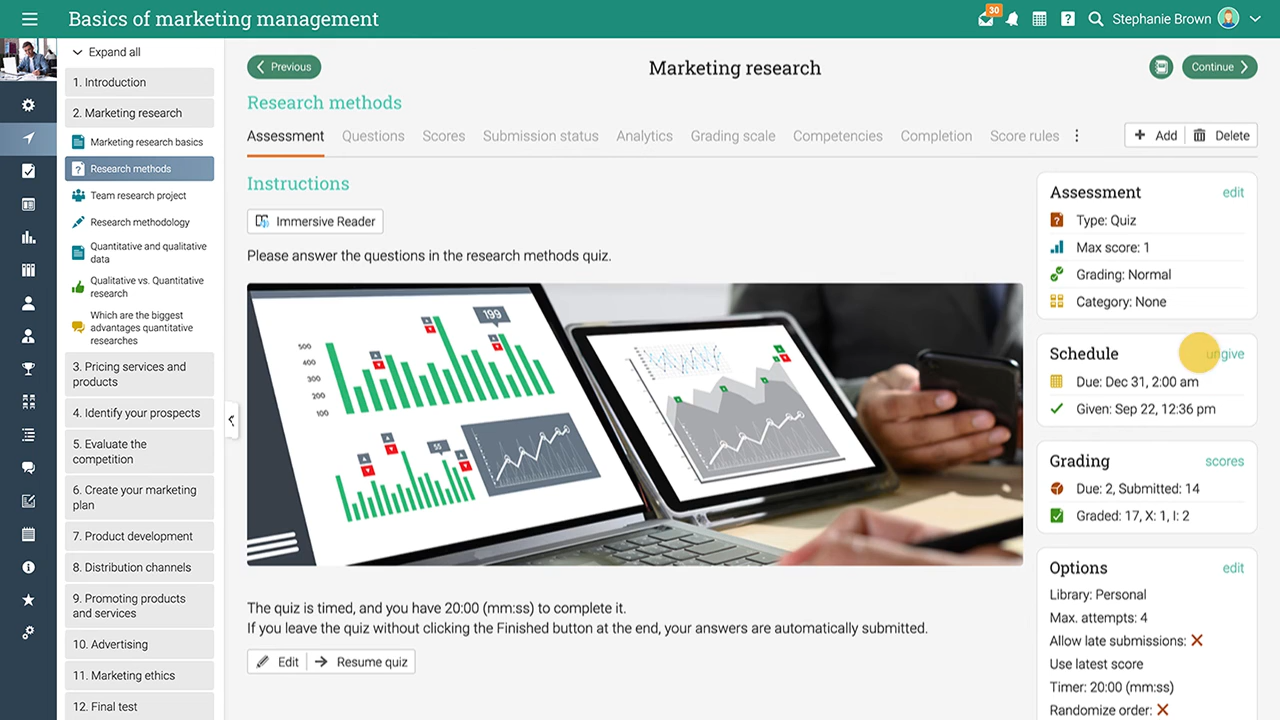 Basics of marketing management
30
Stephanie Brown
Expand all
1. Introduction
2. Marketing research
Marketing research basics
Research methods
Team research project
Research methodology
Quantitative and qualitative
data
Qualitative vs. Quantitative
research
Which are the biggest
advantages quantitative
researches
3. Pricing services and
products
4. Identify your prospects
5. Evaluate the
competition
6. Create your marketing
plan
7. Product development
8. Distribution channels
9. Promoting products
and services
10. Advertising
11. Marketing ethics
12. Final test
Previous
Marketing research
Continue
Research methods
Assessment Questions Scores Submission status Analytics Grading scale Competencies Completion Score rules
Add Delete
Instructions
Immersive Reader
Please answer the questions in the research methods quiz.
199
500
400
300
200
100
55
The quiz is timed, and you have 20:00 (mm:ss) to complete it.
If you leave the quiz without clicking the Finished button at the end, your answers are automatically submitted.
Edit Resume quiz
Assessment edit
Type: Quiz
Max score: 1
Grading: Normal
Category: None
Schedule ungive
Due: Dec 31, 2:00 am
Given: Sep 22, 12:36 pm
Grading scores
Due: 2, Submitted: 14
Graded: 17, X: 1, I: 2
Options edit
Library: Personal
Max. attempts: 4
Allow late submissions:
Use latest score
Timer: 20:00 (mm:ss)
Randomize order: